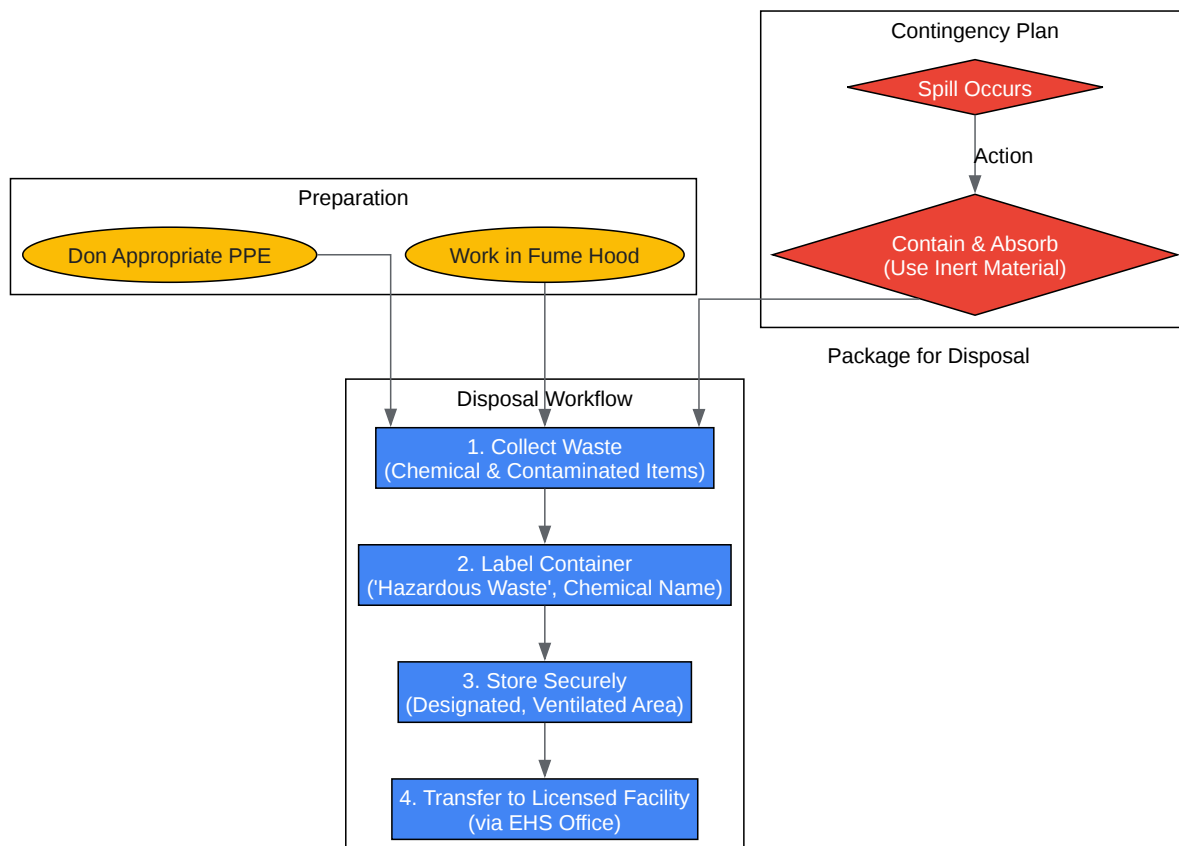 Contingency Plan
Spill Occurs
Action
Contain & Absorb
(Use Inert Material)
Package for Disposal
Preparation
Don Appropriate PPE
Work in Fume Hood
Disposal Workflow
1. Collect Waste
(Chemical & Contaminated Items)
2. Label Container
('Hazardous Waste', Chemical Name)
3. Store Securely
(Designated, Ventilated Area)
4. Transfer to Licensed Facility
(via EHS Office)